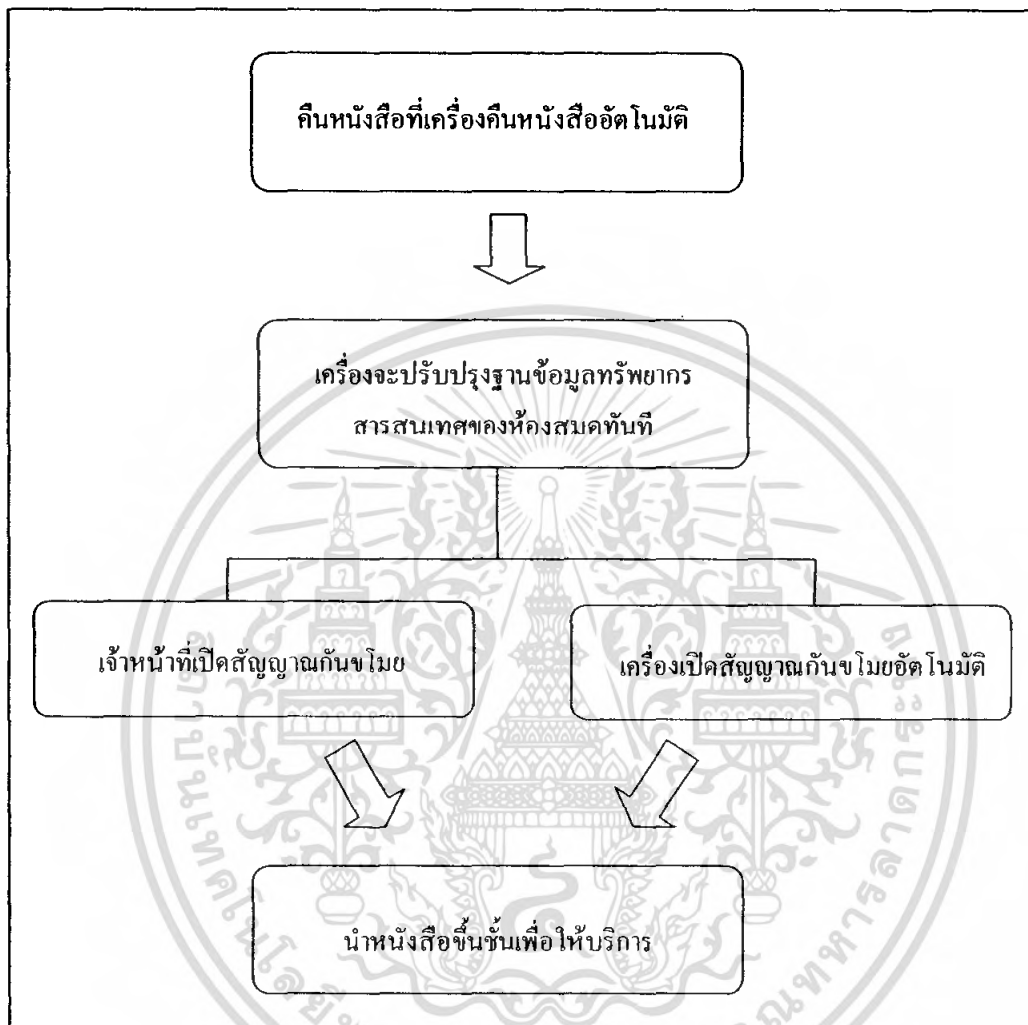 คืนหนังสือที่เครื่องคืนหนังสืออัตโนมัติ
เครื่องจะปรับปรุงฐานข้อมูลทรัพยากร
สารสนเทศของห้องสมุดทันที
เจ้าหน้าที่เปิดสัญญาณกันขโมย
เครื่องเปิดสัญญาณกันขโมยอัตโนมัติ
นำหนังสือขึ้นชั้นเพื่อให้บริการ